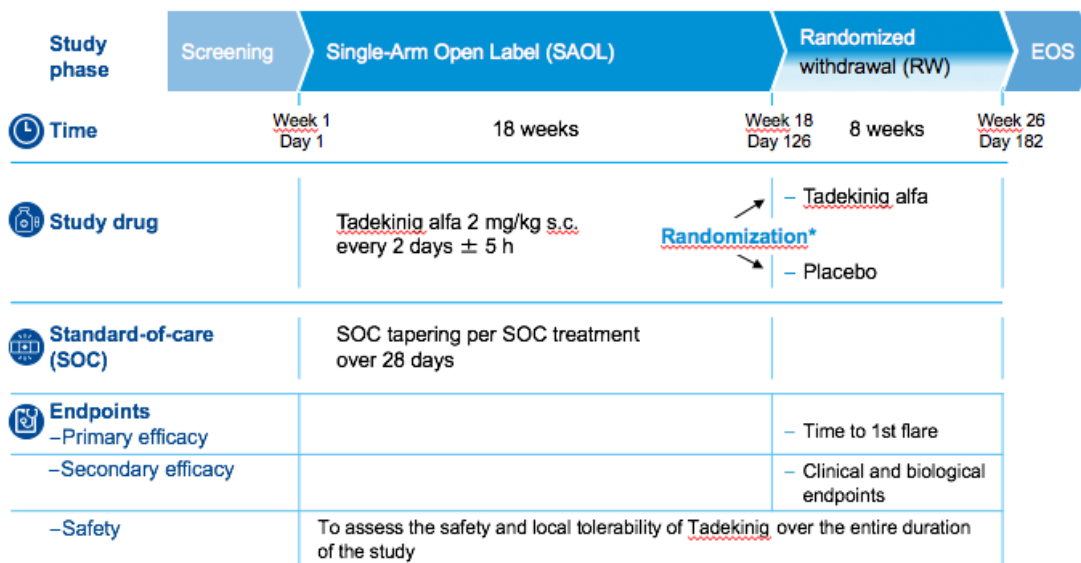 Study
phase
Screening
Single-Arm Open Label (SAOL)
Randomized
withdrawal (RW)
EOS
Time
Week 1
Day 1
18 weeks
Week 18
Day 126
8 weeks
Week 26
Day 182
Study drug
Tadekinig alfa 2 mg/kg s.c.
every 2 days ± 5 h
Randomization*
– Tadekinig alfa
– Placebo
Standard-of-care
(SOC)
SOC tapering per SOC treatment
over 28 days
Endpoints
–Primary efficacy
– Time to 1st flare
–Secondary efficacy
– Clinical and biological
endpoints
–Safety
To assess the safety and local tolerability of Tadekinig over the entire duration
of the study